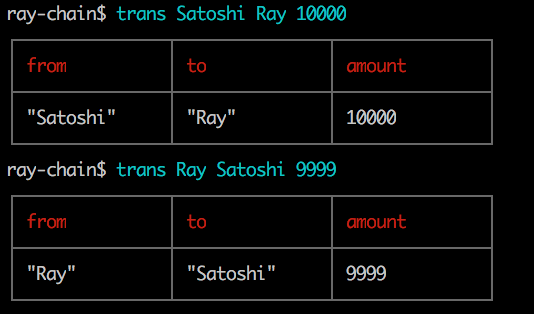 ray-chain$ trans Satoshi Ray 10000
from to amount
"Satoshi" "Ray" 10000
ray-chain$ trans Ray Satoshi 9999
from to amount
"Ray" "Satoshi" 9999